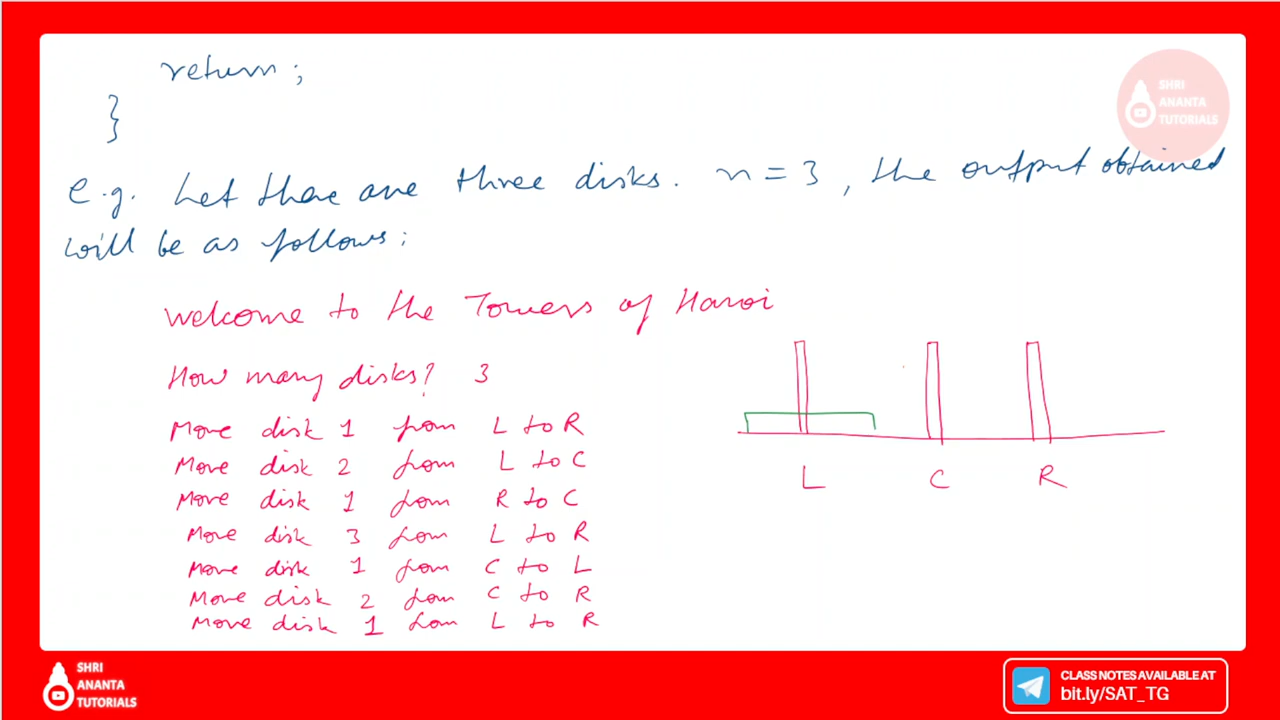 return;
}
SHRI
ANANTA
TUTORIALS
e.g. Let there are three disks. n = 3, the output obtained
will be as follows:
Welcome to the Towers of Hanoi
How many disks? 3
Move disk 1 from L to R
Move disk 2 from L to C
Move disk 1 from R to C
Move disk 3 from L to R
Move disk 1 from C to L
Move disk 2 from C to R
Move disk 1 from L to R
L C R
SHRI
ANANTA
TUTORIALS
CLASS NOTES AVAILABLE AT
bit.ly/SAT_TG